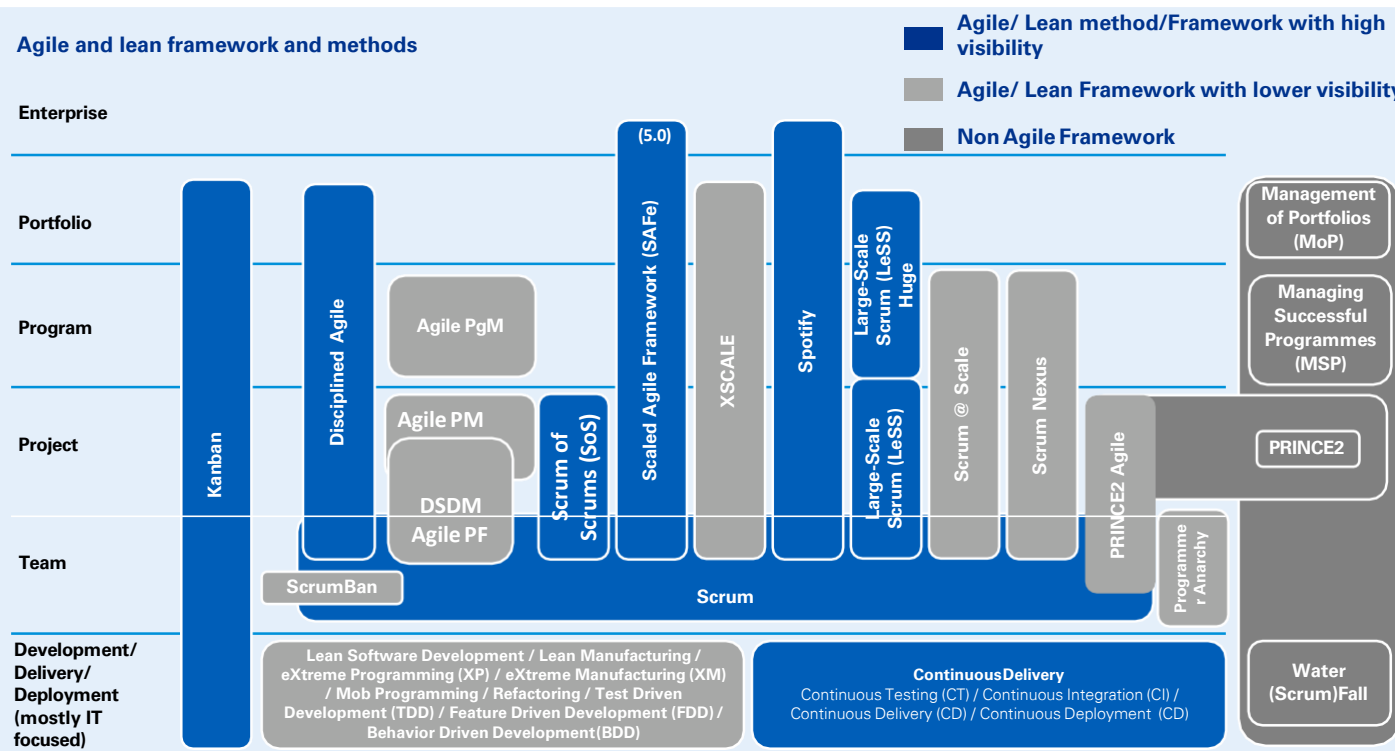 Agile and lean framework and methods
Agile/ Lean method/Framework with high
visibility
Agile/ Lean Framework with lower visibility
Non Agile Framework
Enterprise
Portfolio
Program
Project
Team
Development/
Delivery/
Deployment
(mostly IT
focused)
Kanban
Disciplined Agile
Agile PgM
Agile PM
DSDM
Agile PF
Scrum of
Scrums (SoS)
(5.0)
Scaled Agile Framework (SAFe)
XSCALE
Spotify
Large-Scale
Scrum (LeSS)
Huge
Large-Scale
Scrum (LeSS)
Scrum @ Scale
Scrum Nexus
PRINCE2 Agile
Programme
r Anarchy
ScrumBan
Scrum
Management
of Portfolios
(MoP)
Managing
Successful
Programmes
(MSP)
PRINCE2
Water
(Scrum)Fall
Lean Software Development / Lean Manufacturing /
eXtreme Programming (XP) / eXtreme Manufacturing (XM)
/ Mob Programming / Refactoring / Test Driven
Development (TDD) / Feature Driven Development (FDD) /
Behavior Driven Development(BDD)
ContinuousDelivery
Continuous Testing (CT) / Continuous Integration (CI) /
Continuous Delivery (CD) / Continuous Deployment (CD)